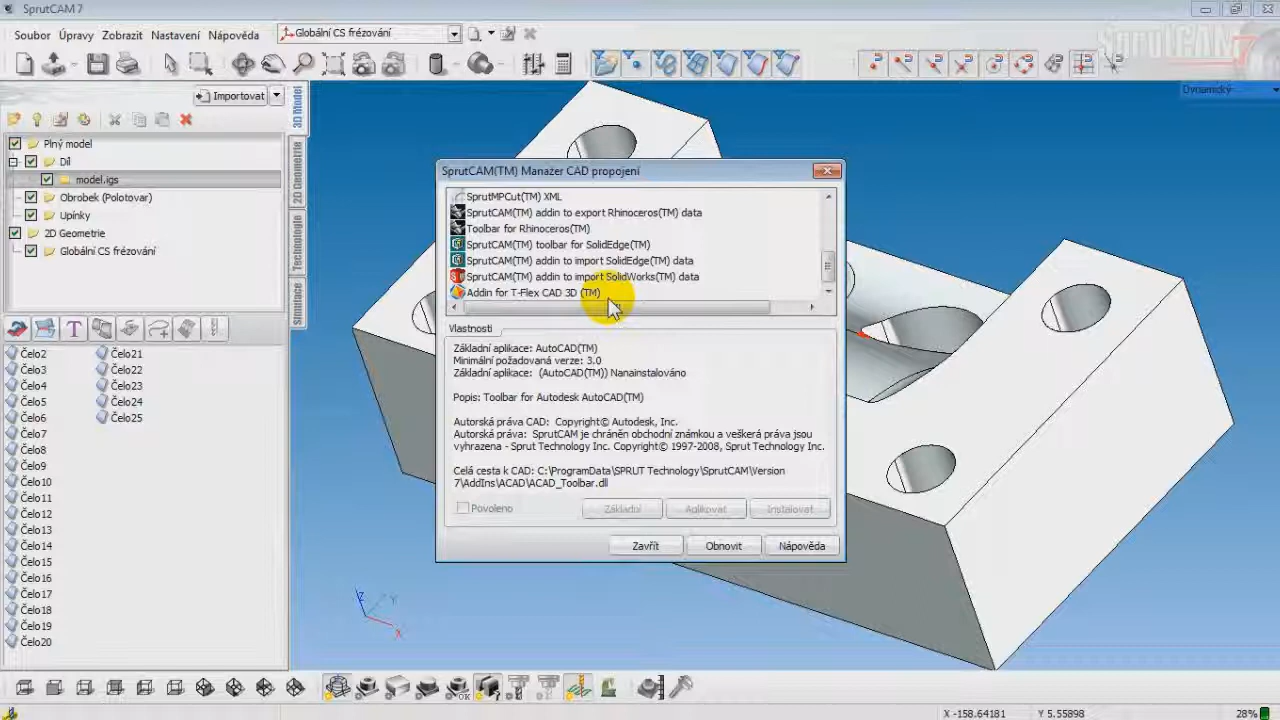 SprutCAM 7
Soubor Úpravy Zobrazit Nastavení Nápověda Globální CS frézování
SprutCAM 7
Importovat
Dynamický
3D Model
Technologie
2D Geometrie
Simulace
Plný model
Díl
model.igs
Obrobek (Polotovar)
Upínky
2D Geometrie
Globální CS frézování
Čelo2 Čelo21
Čelo3 Čelo22
Čelo4 Čelo23
Čelo5 Čelo24
Čelo6 Čelo25
Čelo7
Čelo8
Čelo9
Čelo10
Čelo11
Čelo12
Čelo13
Čelo14
Čelo15
Čelo16
Čelo17
Čelo18
Čelo19
Čelo20
SprutCAM(TM) Manažer CAD propojení
SprutMPCut(TM) XML
SprutCAM(TM) addin to export Rhinoceros(TM) data
Toolbar for Rhinoceros(TM)
SprutCAM(TM) toolbar for SolidEdge(TM)
SprutCAM(TM) addin to import SolidEdge(TM) data
SprutCAM(TM) addin to import SolidWorks(TM) data
Addin for T-Flex CAD 3D (TM)
Vlastnosti
Základní aplikace: AutoCAD(TM)
Minimální požadovaná verze: 3.0
Základní aplikace: (AutoCAD(TM)) Nanainstalováno
Popis: Toolbar for Autodesk AutoCAD(TM)
Autorská práva CAD: Copyright© Autodesk, Inc.
Autorská práva: SprutCAM je chráněn obchodní známkou a veškerá práva jsou
vyhrazena - Sprut Technology Inc. Copyright© 1997-2008, Sprut Technology Inc.
Celá cesta k CAD: C:\ProgramData\SPRUT Technology\SprutCAM\Version
7\AddIns\ACAD\ACAD_Toolbar.dll
Povoleno Základní Aplikovat Instalovat
Zavřít Obnovit Nápověda
Z
Y
X
OK
X -158.64181 Y 5.55898 28%